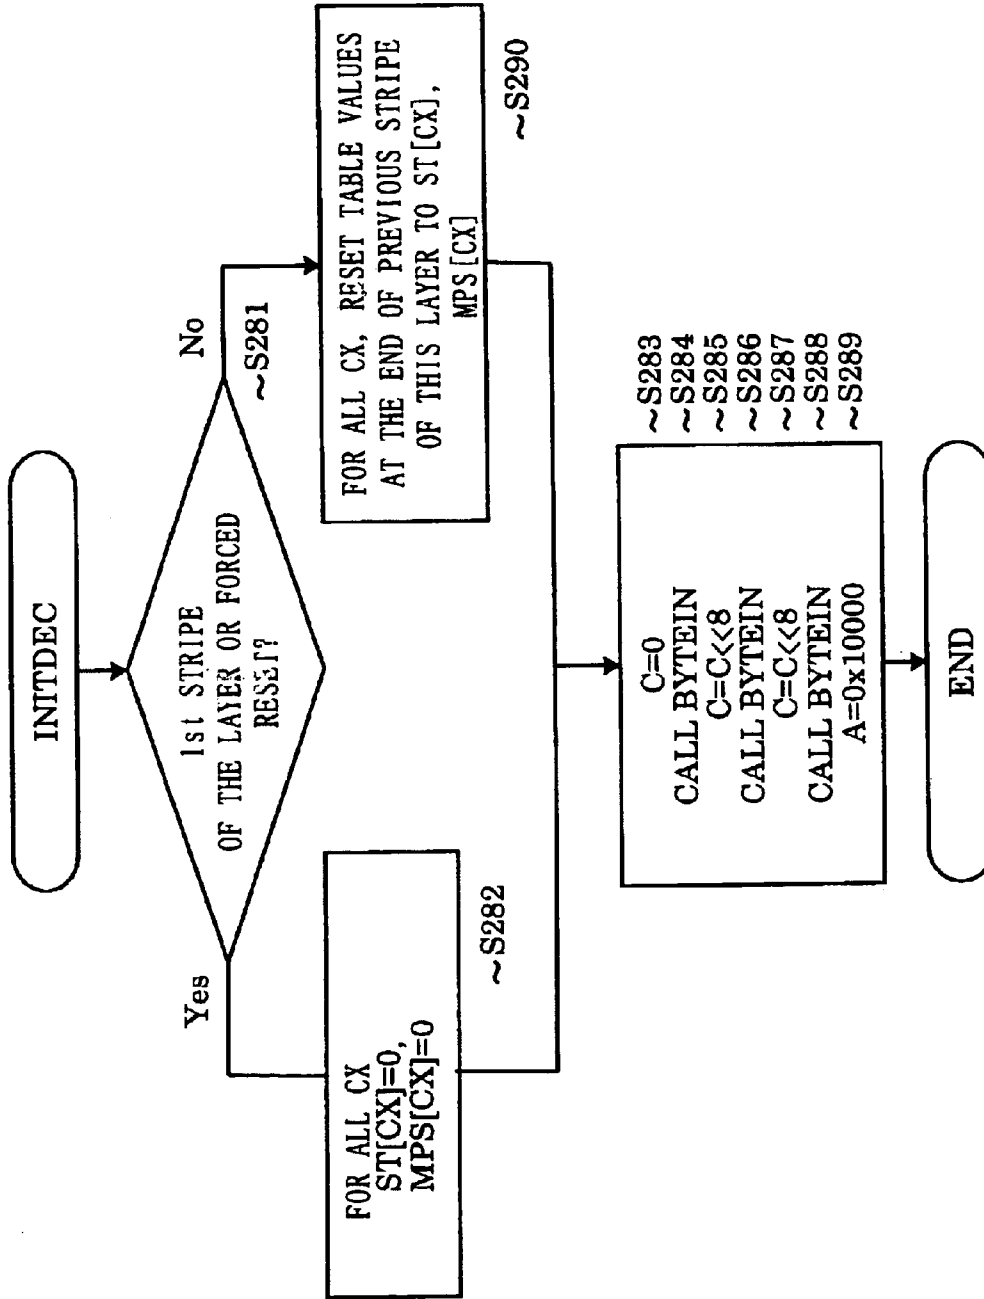 INITDEC
1st STRIPE
OF THE LAYER OR FORCED
RESET?
~S281
Yes
No
FOR ALL CX
ST[CX]=0,
MPS[CX]=0
~S282
FOR ALL CX, RESET TABLE VALUES
AT THE END OF PREVIOUS STRIPE
OF THIS LAYER TO ST[CX],
MPS[CX]
~S290
C=0 ~S283
CALL BYTEIN ~S284
C=C<<8 ~S285
CALL BYTEIN ~S286
C=C<<8 ~S287
CALL BYTEIN ~S288
A=0x10000 ~S289
END